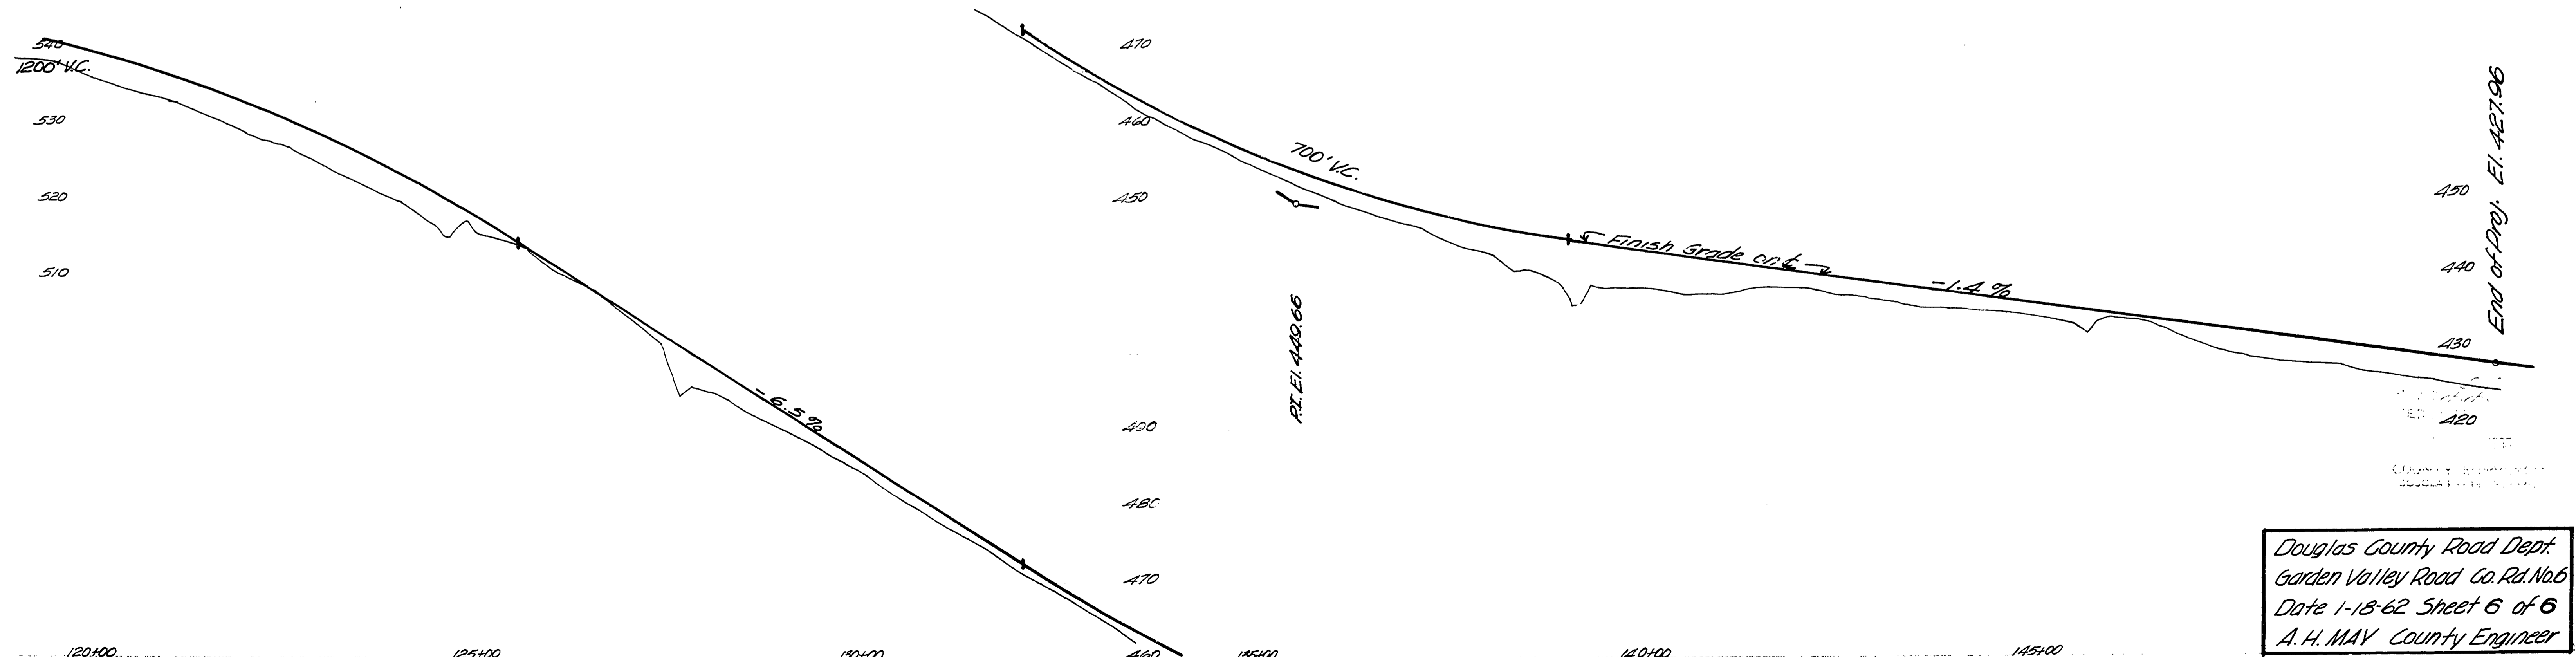 540
1200' V.C.
530
520
510
-6.5%
470
460
450
490
480
470
460
700' V.C.
P.I. El. 449.66
Finish Grade on ℄
-1.4 %
End of Proj. El. 427.96
450
440
430
420
120+00
125+00
130+00
135+00
140+00
145+00
Douglas County Road Dept.
Garden Valley Road Co. Rd. No.6
Date 1-18-62 Sheet 6 of 6
A.H. MAY County Engineer